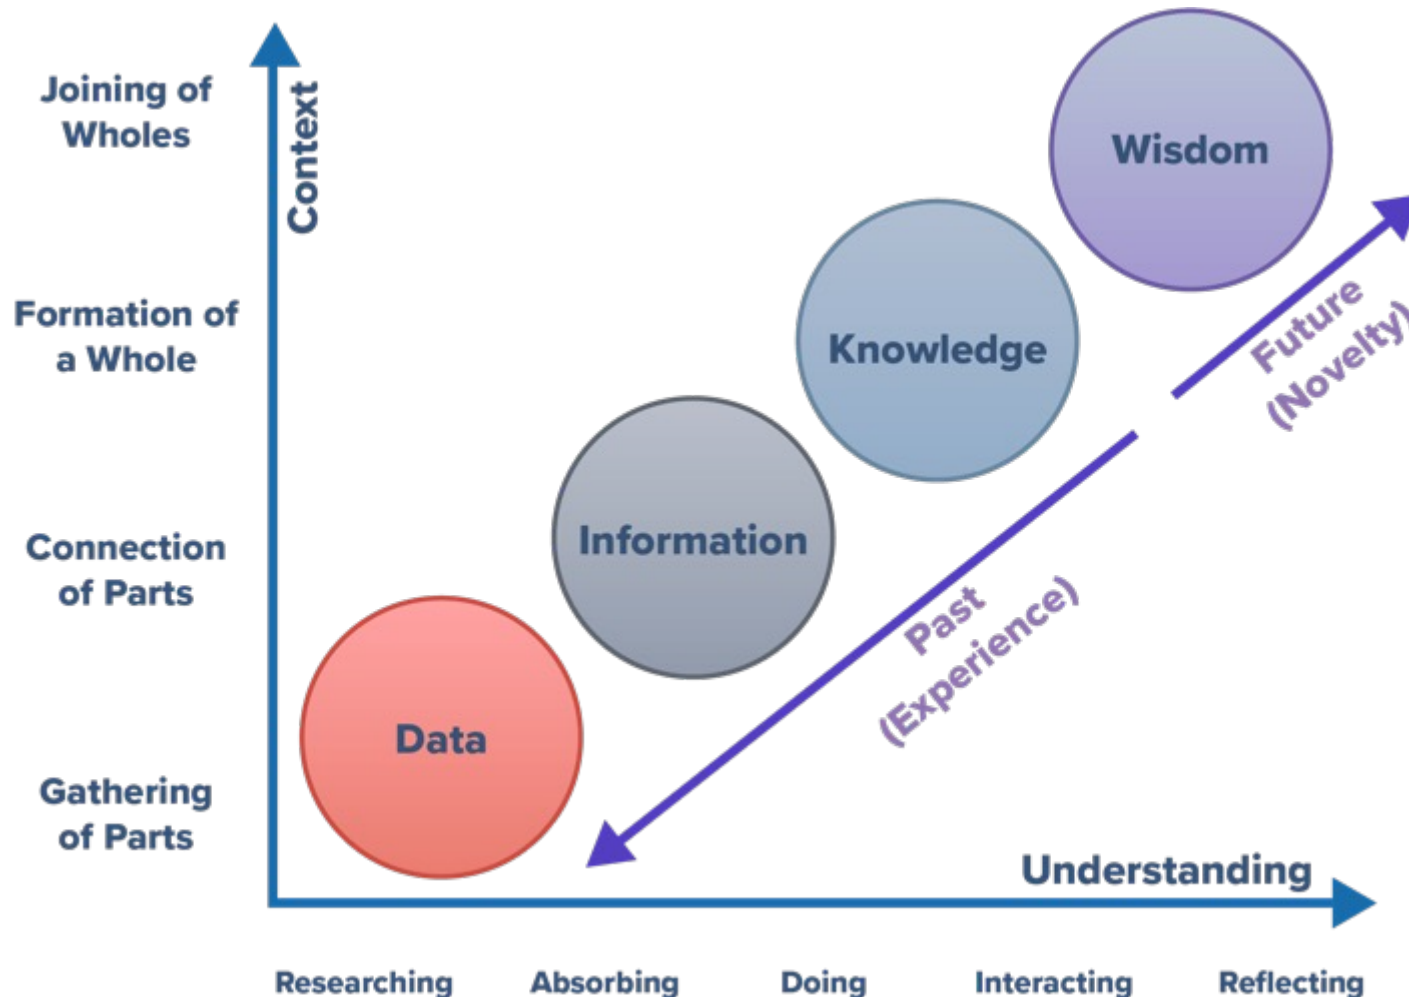 Joining of
Wholes
Context
Wisdom
Formation of
a Whole
Knowledge
Future
(Novelty)
Connection
of Parts
Information
Past
(Experience)
Data
Gathering
of Parts
Understanding
Researching
Absorbing
Doing
Interacting
Reflecting